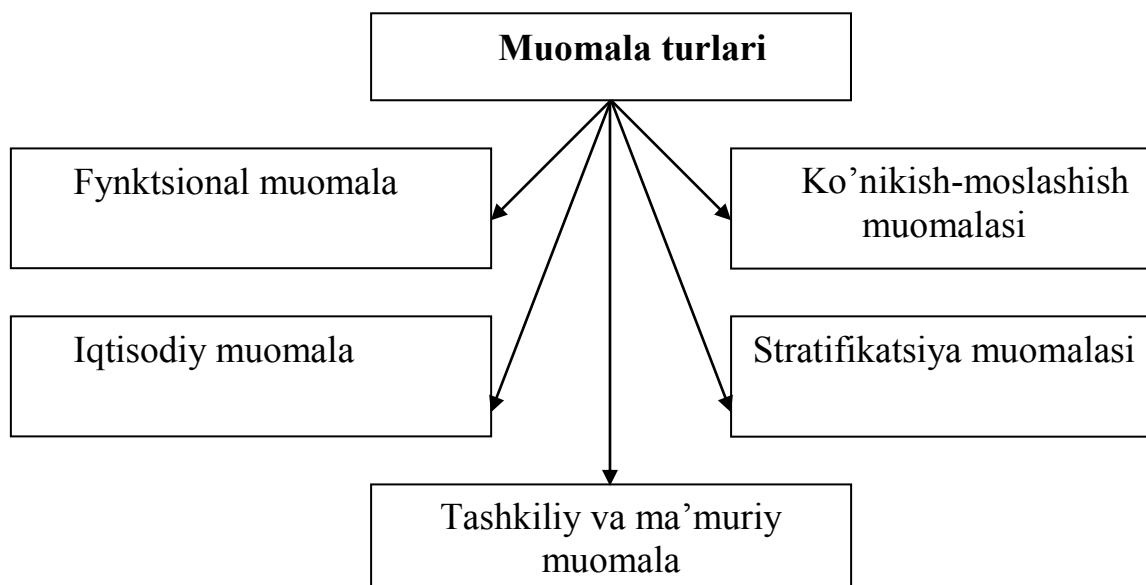 Muomala turlari
Fynktsional muomala
Ko’nikish-moslashish
muomalasi
Iqtisodiy muomala
Stratifikatsiya muomalasi
Tashkiliy va ma’muriy
muomala